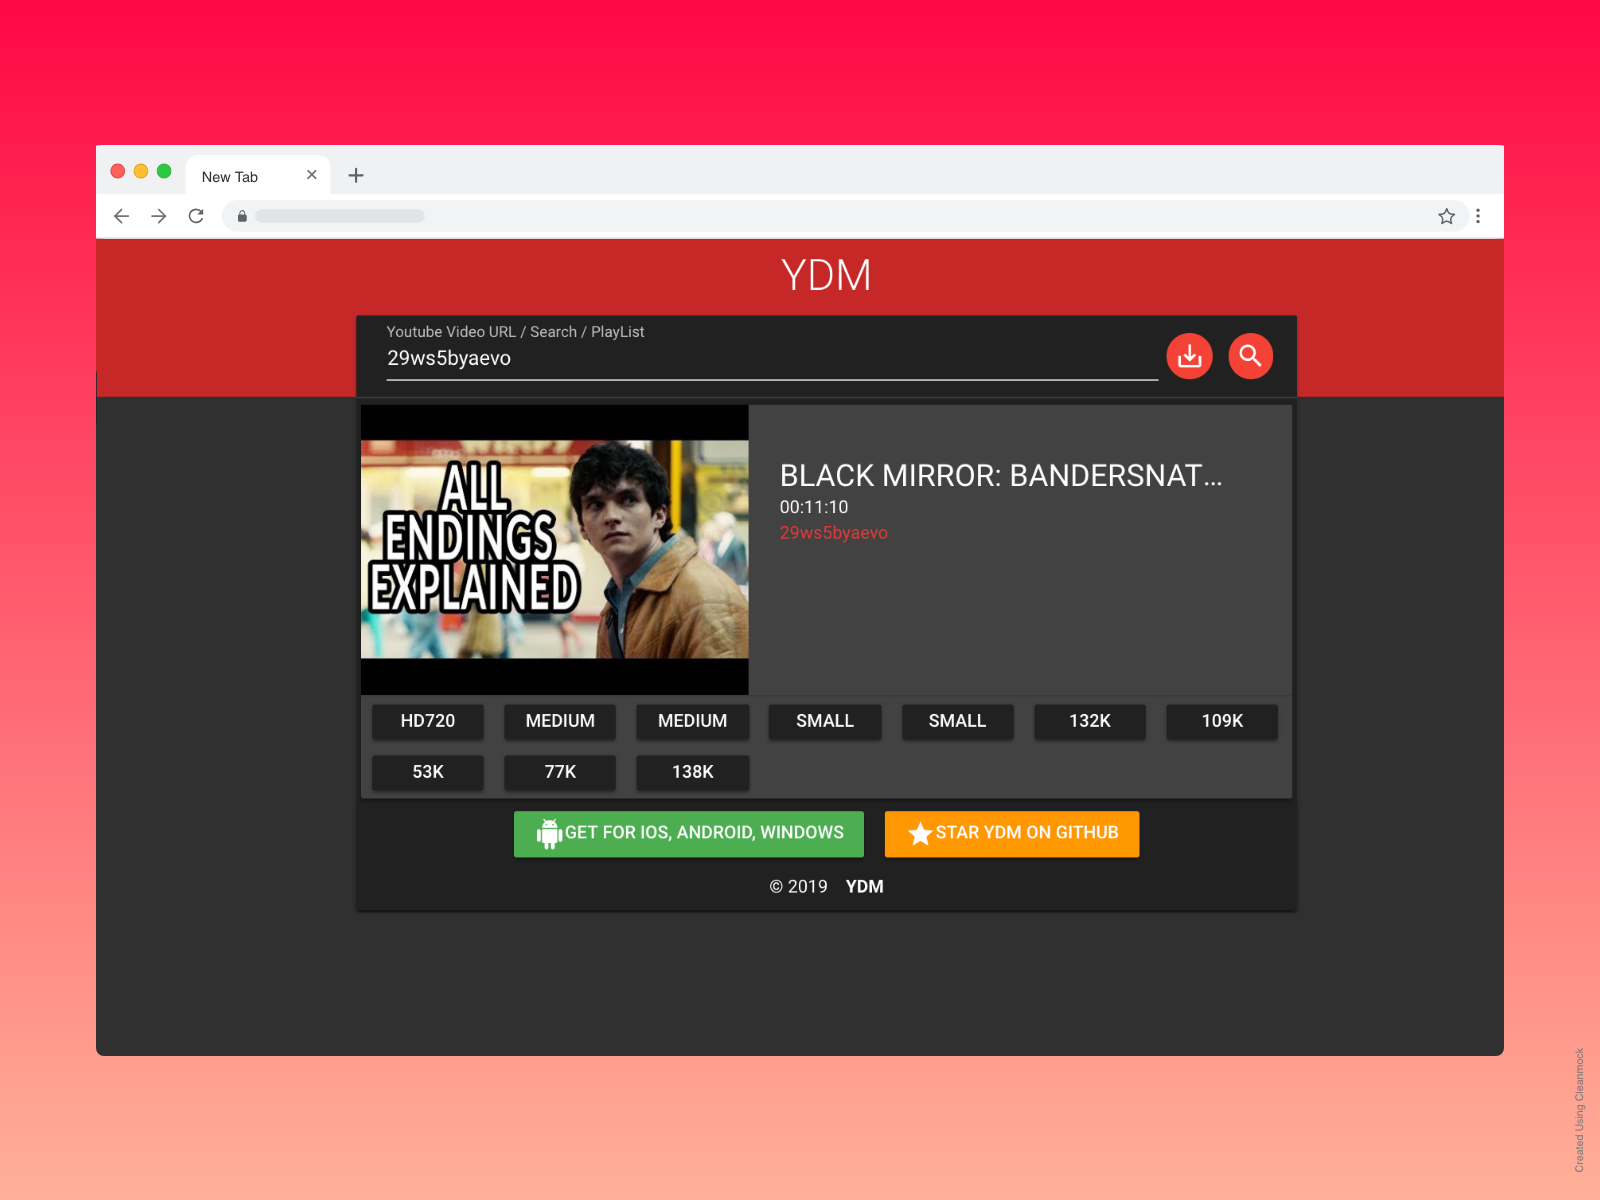 New Tab
YDM
Youtube Video URL / Search / PlayList
29ws5byaevo
ALL
ENDINGS
EXPLAINED
BLACK MIRROR: BANDERSNAT...
00:11:10
29ws5byaevo
HD720 MEDIUM MEDIUM SMALL SMALL 132K 109K
53K 77K 138K
GET FOR IOS, ANDROID, WINDOWS STAR YDM ON GITHUB
© 2019 YDM
Created Using Cleanmock